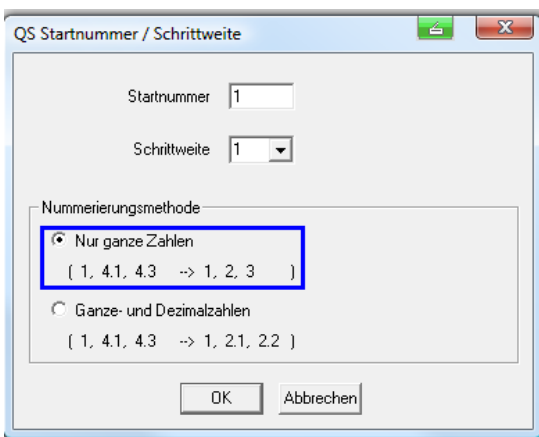 QS Startnummer / Schrittweite
Startnummer 1
Schrittweite 1
Nummerierungsmethode
Nur ganze Zahlen
( 1, 4.1, 4.3 --> 1, 2, 3 )
Ganze- und Dezimalzahlen
( 1, 4.1, 4.3 --> 1, 2.1, 2.2 )
OK Abbrechen